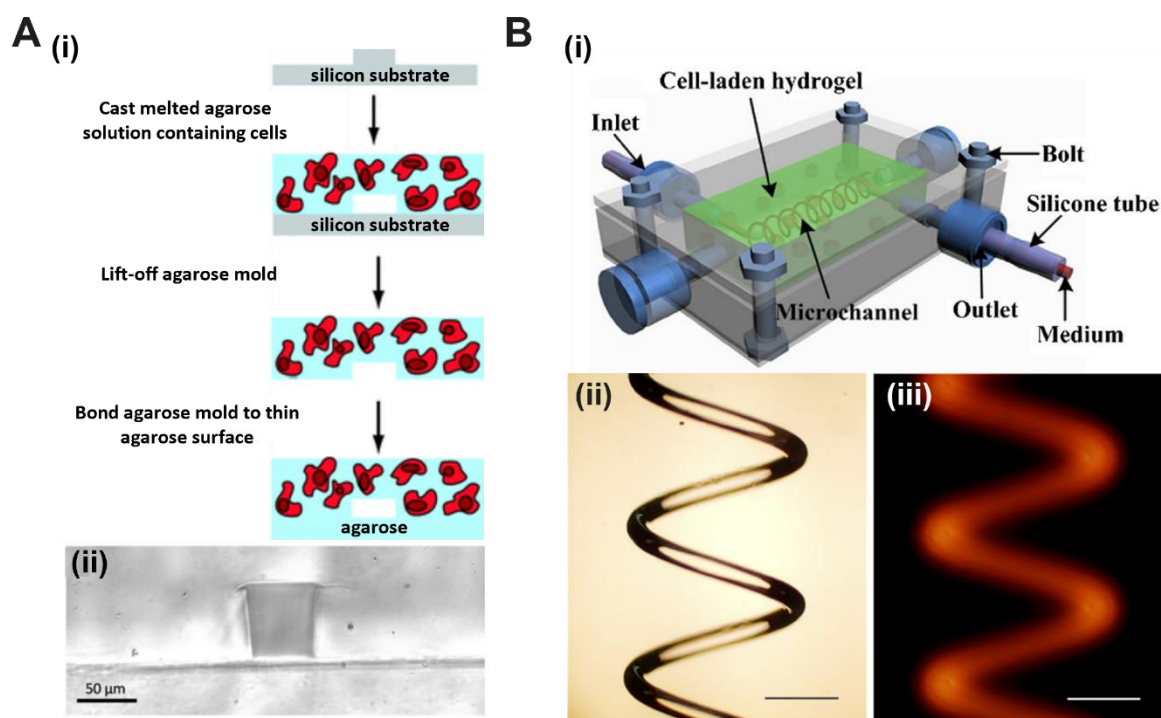 A
(i)
silicon substrate
Cast melted agarose
solution containing cells
silicon substrate
Lift-off agarose mold
Bond agarose mold to thin
agarose surface
agarose
(ii)
50 µm
B
(i)
Cell-laden hydrogel
Inlet
Bolt
Silicone tube
Microchannel
Outlet
Medium
(ii)
(iii)